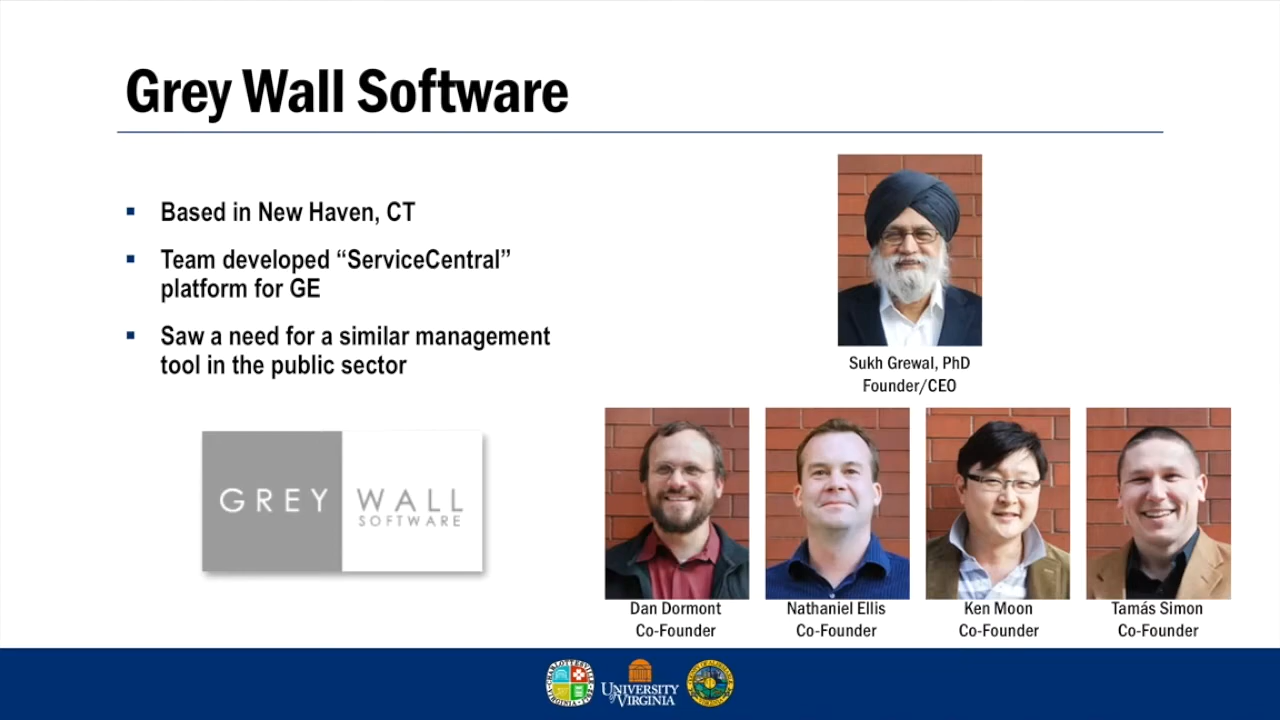 Grey Wall Software
▪ Based in New Haven, CT
▪ Team developed “ServiceCentral”
platform for GE
▪ Saw a need for a similar management
tool in the public sector
GREY WALL
SOFTWARE
Sukh Grewal, PhD
Founder/CEO
Dan Dormont
Co-Founder
Nathaniel Ellis
Co-Founder
Ken Moon
Co-Founder
Tamás Simon
Co-Founder
UNIVERSITY
of VIRGINIA